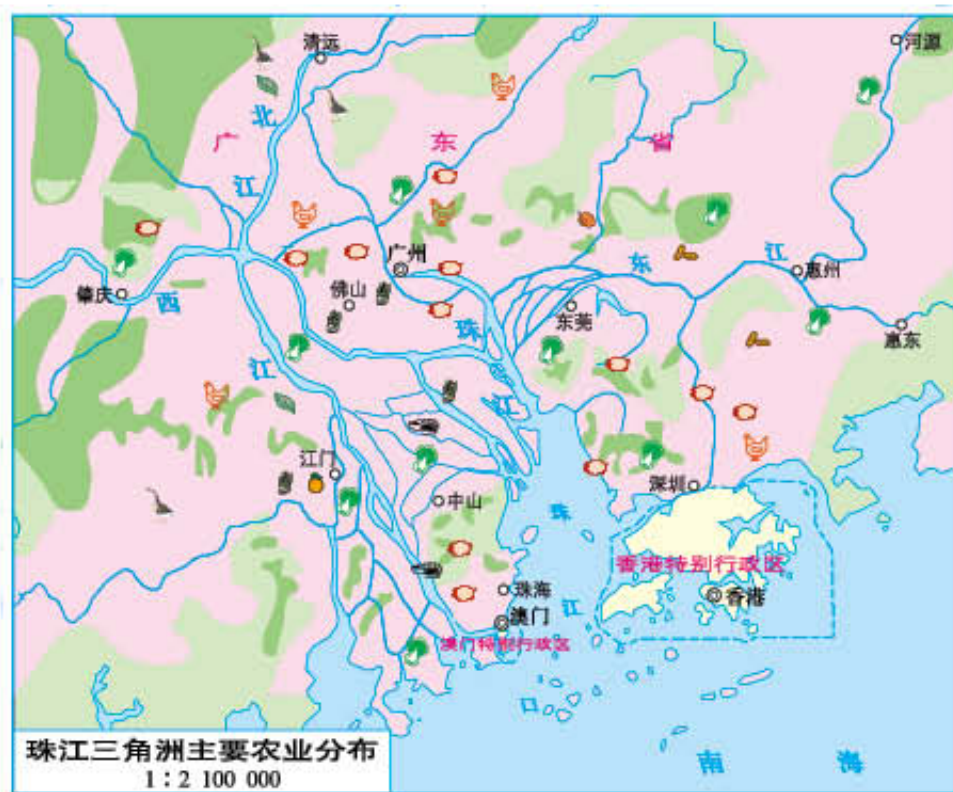 清远
河源
北
江
广
东
省
广州
东
江
惠州
肇庆
西
江
佛山
珠
江
东莞
惠东
江门
中山
深圳
珠
江
口
香港特别行政区
香港
珠海
澳门
澳门特别行政区
南
海
珠江三角洲主要农业分布
1:2 100 000